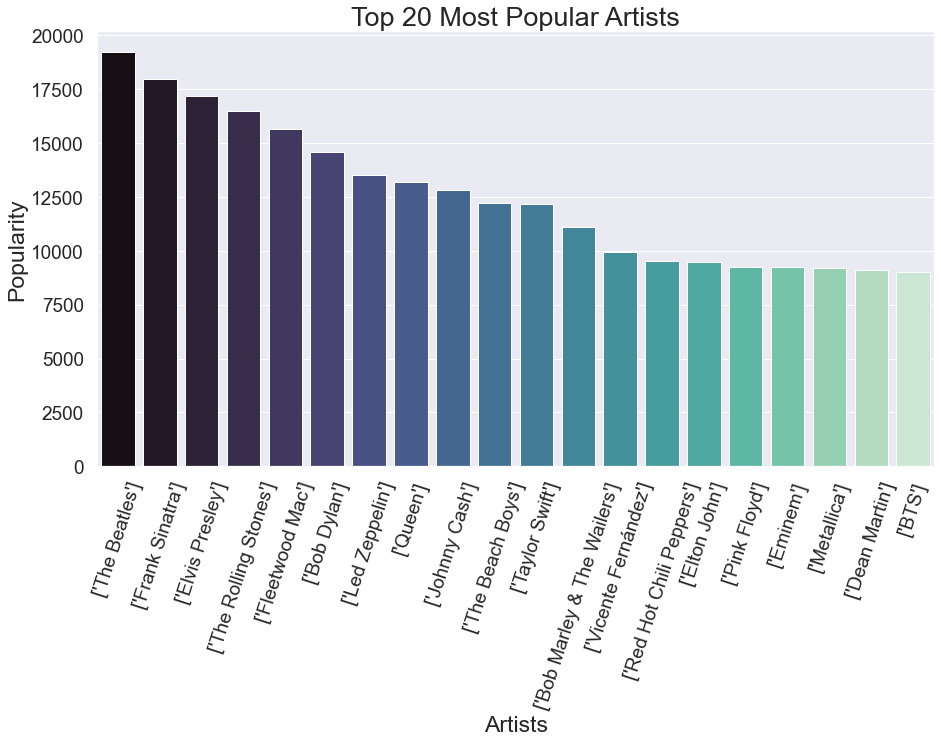 Top 20 Most Popular Artists
Popularity
20000
17500
15000
12500
10000
7500
5000
2500
0
['The Beatles']
['Frank Sinatra']
['Elvis Presley']
['The Rolling Stones']
['Fleetwood Mac']
['Bob Dylan']
['Led Zeppelin']
['Queen']
['Johnny Cash']
['The Beach Boys']
['Taylor Swift']
['Bob Marley & The Wailers']
['Vicente Fernández']
['Red Hot Chili Peppers']
['Elton John']
['Pink Floyd']
['Eminem']
['Metallica']
['Dean Martin']
['BTS']
Artists